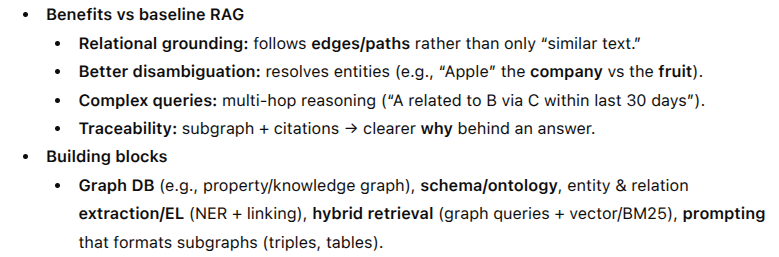 • Benefits vs baseline RAG
• Relational grounding: follows edges/paths rather than only “similar text.”
• Better disambiguation: resolves entities (e.g., “Apple” the company vs the fruit).
• Complex queries: multi-hop reasoning (“A related to B via C within last 30 days”).
• Traceability: subgraph + citations → clearer why behind an answer.
• Building blocks
• Graph DB (e.g., property/knowledge graph), schema/ontology, entity & relation
extraction/EL (NER + linking), hybrid retrieval (graph queries + vector/BM25), prompting
that formats subgraphs (triples, tables).